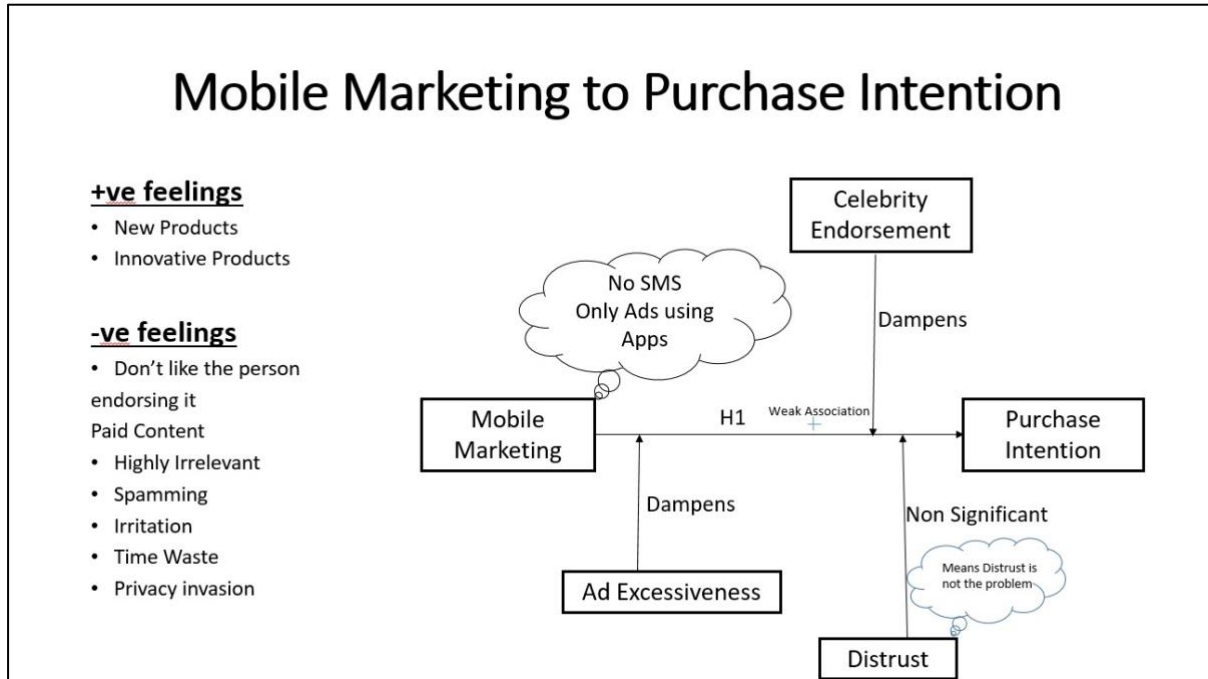 Mobile Marketing to Purchase Intention
+ve feelings
• New Products
• Innovative Products
-ve feelings
• Don't like the person
endorsing it
Paid Content
• Highly Irrelevant
• Spamming
• Irritation
• Time Waste
• Privacy invasion
Celebrity
Endorsement
No SMS
Only Ads using
Apps
Dampens
Mobile
Marketing
H1
Weak Association
+
Purchase
Intention
Dampens
Non Significant
Means Distrust is
not the problem
Ad Excessiveness
Distrust